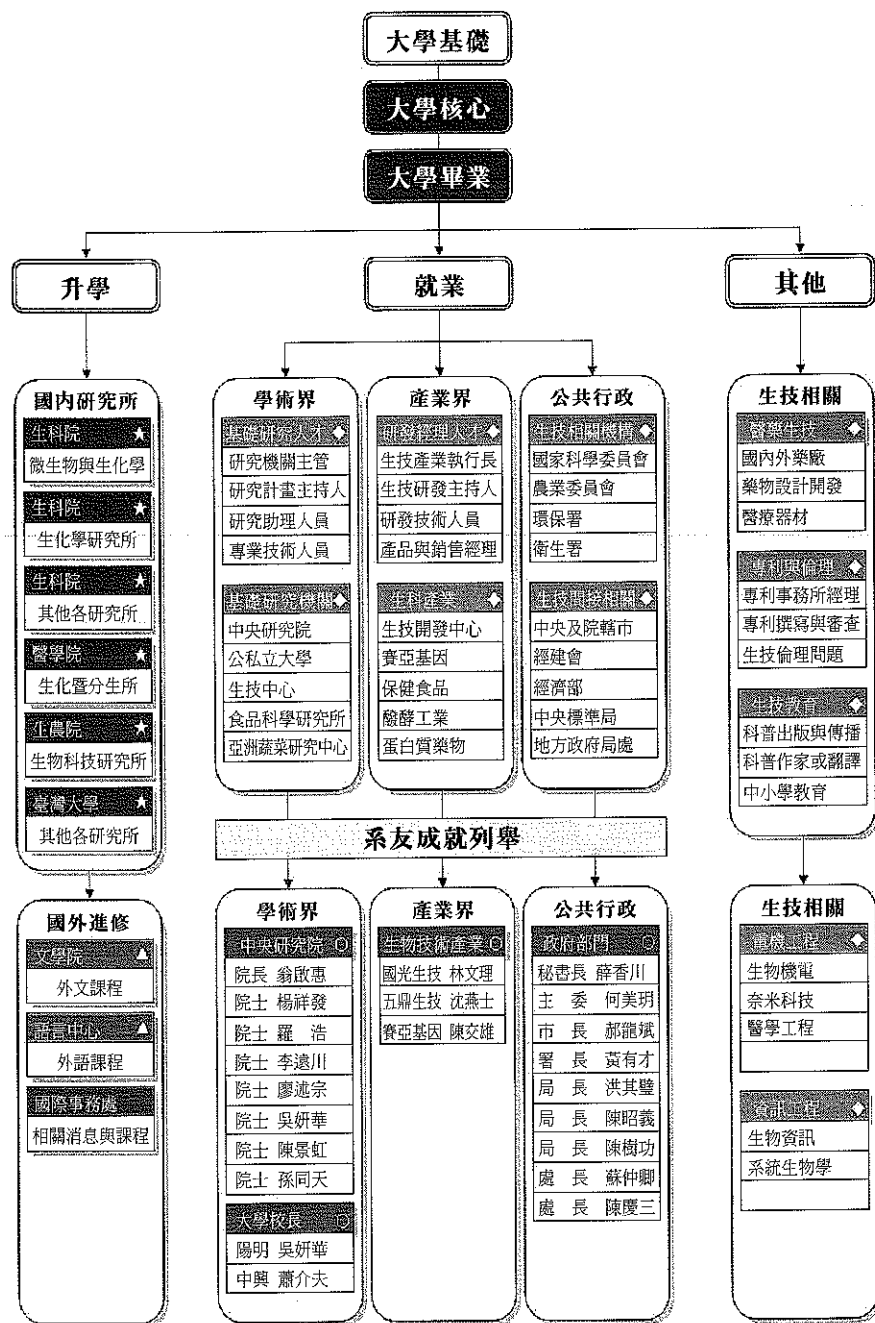 大學基礎
大學核心
大學畢業
升學
就業
其他
國內研究所
生科院 ★
微生物與生化學
生科院 ★
生化學研究所
生科院 ★
其他各研究所
醫學院 ★
生化暨分生所
生農院 ★
生物科技研究所
臺灣大學 ★
其他各研究所
學術界
基礎研究人才 ◆
研究機關主管
研究計畫主持人
研究助理人員
專業技術人員
基礎研究機關 ◆
中央研究院
公私立大學
生技中心
食品科學研究所
亞洲蔬菜研究中心
產業界
研發經理人才 ◆
生技產業執行長
生技研發主持人
研發技術人員
產品與銷售經理
生科產業 ◆
生技開發中心
賽亞基因
保健食品
醱酵工業
蛋白質藥物
公共行政
生技相關機構 ◆
國家科學委員會
農業委員會
環保署
衛生署
生技間接相關 ◆
中央及院轄市
經建會
經濟部
中央標準局
地方政府局處
生技相關
醫藥生技 ◆
國內外藥廠
藥物設計開發
醫療器材
專利與倫理 ◆
專利事務所經理
專利撰寫與審查
生技倫理問題
生技教育 ◆
科普出版與傳播
科普作家或翻譯
中小學教育
系友成就列舉
國外進修
文學院 ▲
外文課程
語言中心 ▲
外語課程
國際事務處
相關消息與課程
學術界
中央研究院
院長 翁啟惠
院士 楊祥發
院士 羅 浩
院士 李遠川
院士 廖述宗
院士 吳妍華
院士 陳景虹
院士 孫同天
大學校長
陽明 吳妍華
中興 蕭介夫
產業界
生物技術產業
國光生技 林文理
五鼎生技 沈燕士
賽亞基因 陳奕雄
公共行政
政府部門
秘書長 薛香川
主 委 何美玥
市 長 郝龍斌
署 長 黃有才
局 長 洪其璧
局 長 陳昭義
局 長 陳樹功
處 長 蘇仲卿
處 長 陳慶三
生技相關
電機工程 ◆
生物機電
奈米科技
醫學工程
資訊工程 ◆
生物資訊
系統生物學